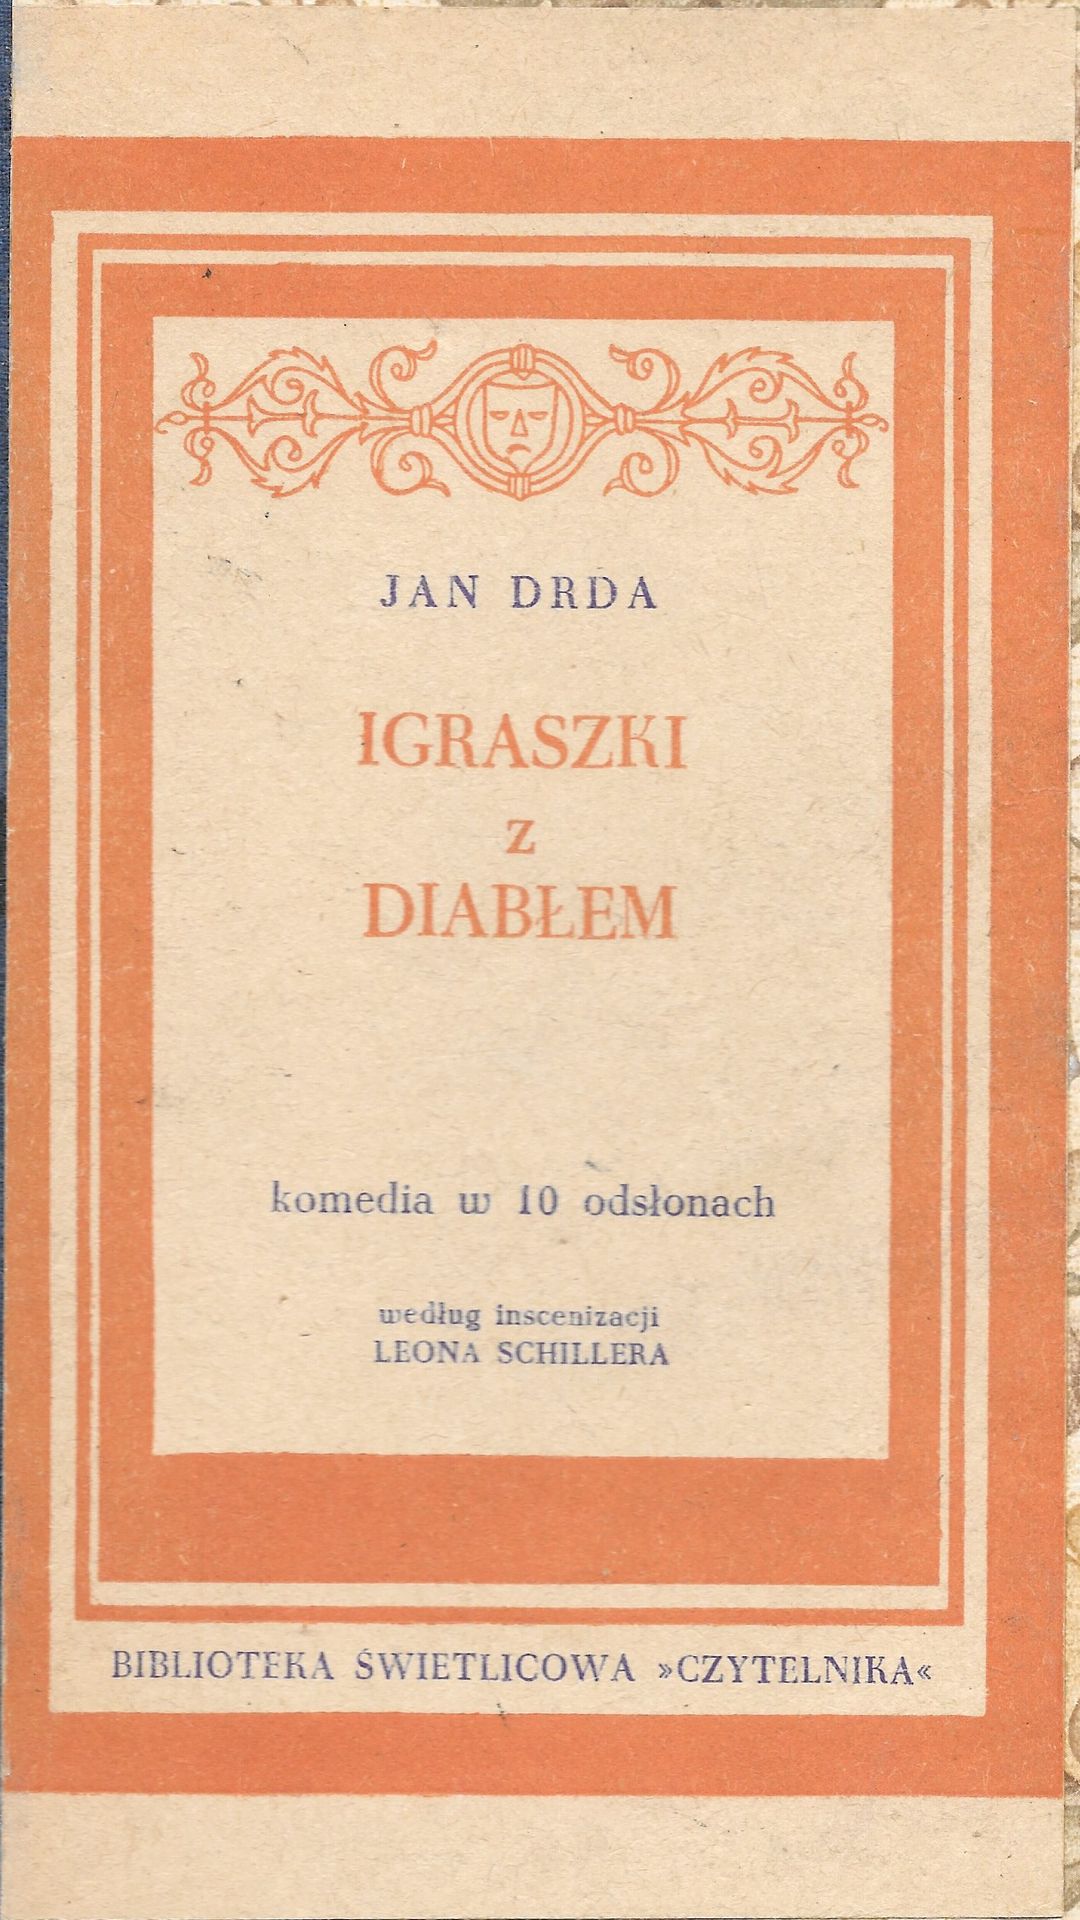 JAN DRDA
IGRASZKI
z
DIABŁEM
komedia w 10 odsłonach
według inscenizacji
LEONA SCHILLERA
BIBLIOTEKA ŚWIETLICOWA »CZYTELNIKA«